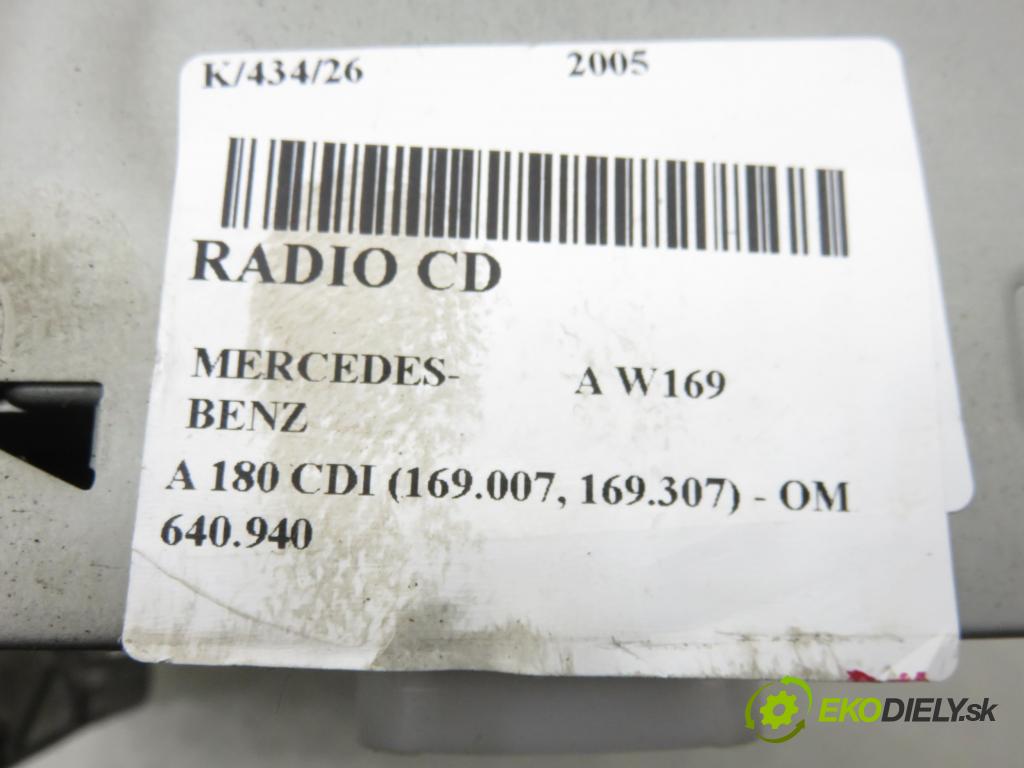 K/434/26 2005
RADIO CD
MERCEDES- A W169
BENZ
A 180 CDI (169.007, 169.307) - OM
640.940
EKODIELY.sk